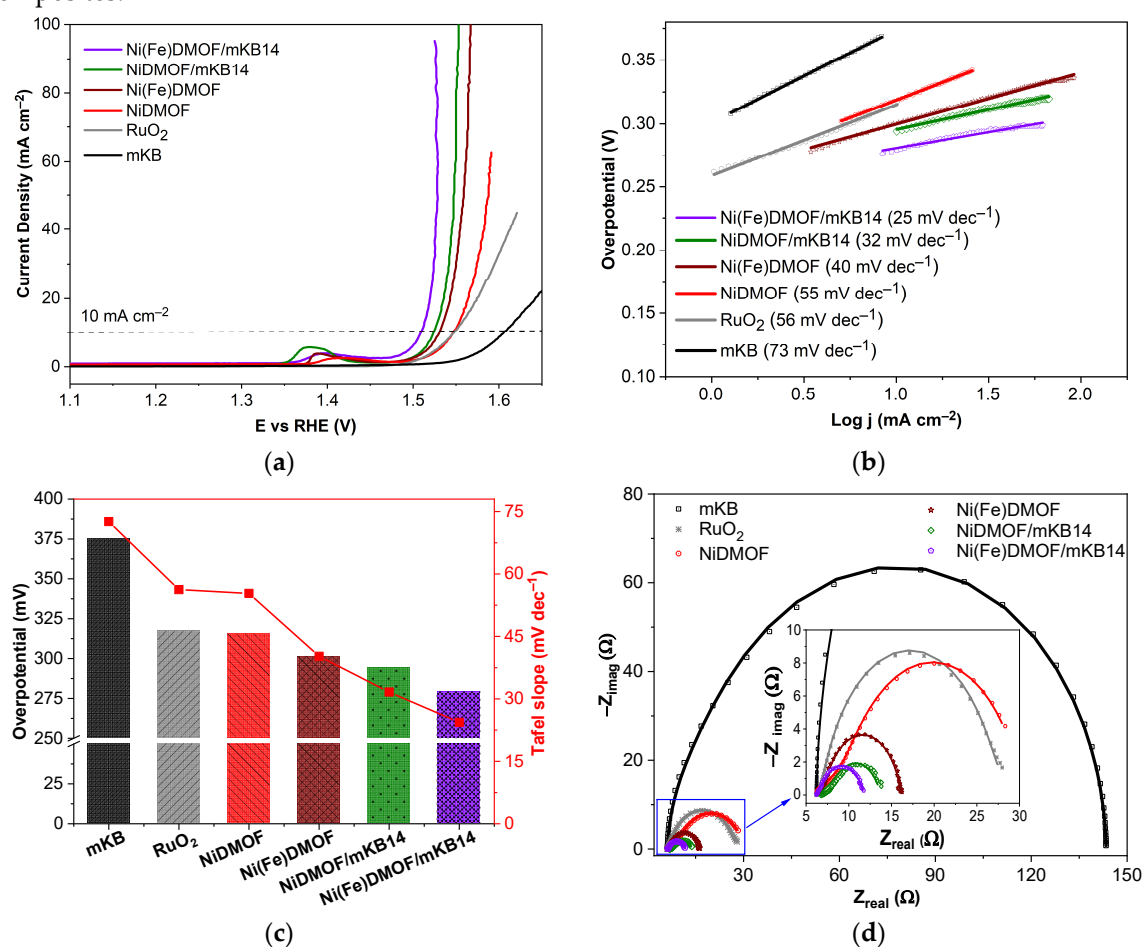 mposites.
100
80
60
40
20
0
Current Density (mA cm−2)
Ni(Fe)DMOF/mKB14
NiDMOF/mKB14
Ni(Fe)DMOF
NiDMOF
RuO2
mKB
10 mA cm−2
1.1 1.2 1.3 1.4 1.5 1.6
E vs RHE (V)
(a)
0.35
0.30
0.25
0.20
0.15
0.10
Overpotential (V)
Ni(Fe)DMOF/mKB14 (25 mV dec−1)
NiDMOF/mKB14 (32 mV dec−1)
Ni(Fe)DMOF (40 mV dec−1)
NiDMOF (55 mV dec−1)
RuO2 (56 mV dec−1)
mKB (73 mV dec−1)
0.0 0.5 1.0 1.5 2.0
Log j (mA cm−2)
(b)
400
375
350
325
300
275
250
25
0
Overpotential (mV)
75
60
45
30
15
0
Tafel slope (mV dec−1)
mKB RuO2 NiDMOF Ni(Fe)DMOF NiDMOF/mKB14 Ni(Fe)DMOF/mKB14
(c)
80
60
40
20
0
−Zimag (Ω)
mKB
RuO2
NiDMOF
Ni(Fe)DMOF
NiDMOF/mKB14
Ni(Fe)DMOF/mKB14
10
8
6
4
2
0
−Z imag (Ω)
5 10 15 20 25 30
Zreal (Ω)
30 60 90 120 150
Zreal (Ω)
(d)